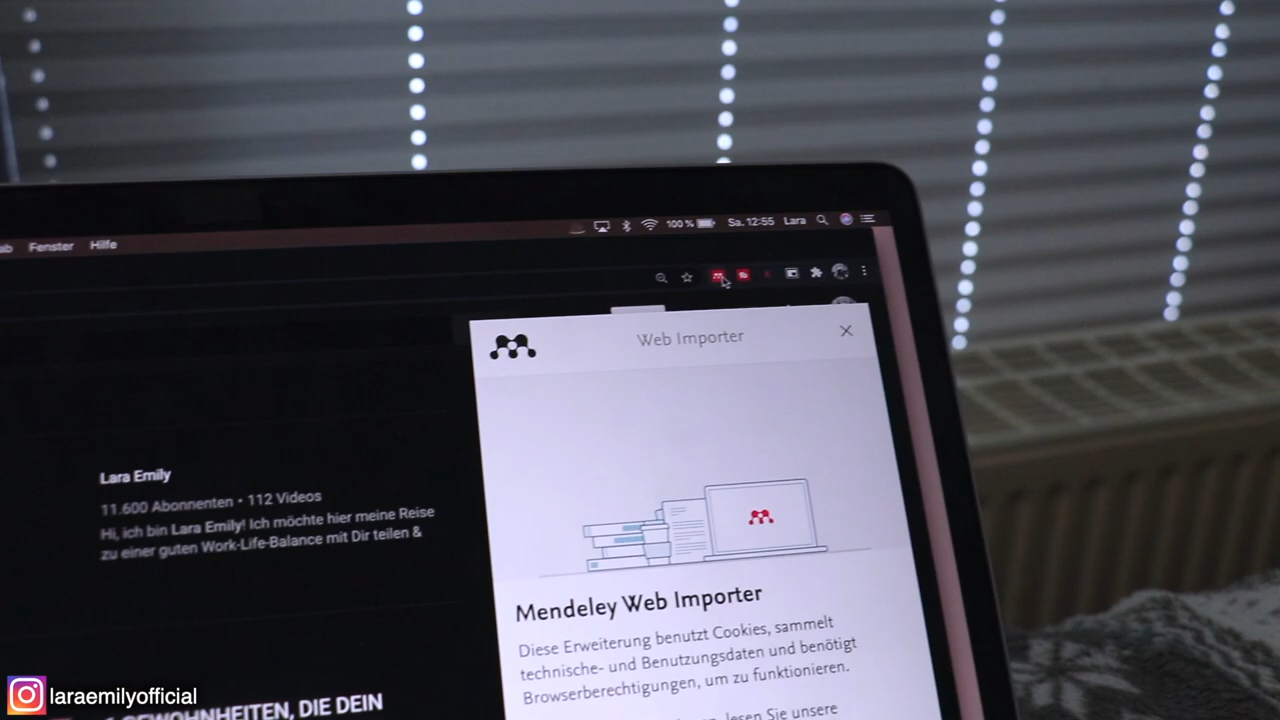 Fenster Hilfe
100 % Sa. 12:55 Lara
Web Importer
Lara Emily
11.600 Abonnenten • 112 Videos
Hi, ich bin Lara Emily! Ich möchte hier meine Reise
zu einer guten Work-Life-Balance mit Dir teilen &
GEWOHNHEITEN, DIE DEIN
Mendeley Web Importer
Diese Erweiterung benutzt Cookies, sammelt
technische- und Benutzungsdaten und benötigt
Browserberechtigungen, um zu funktionieren.
lesen Sie unsere
laraemilyofficial